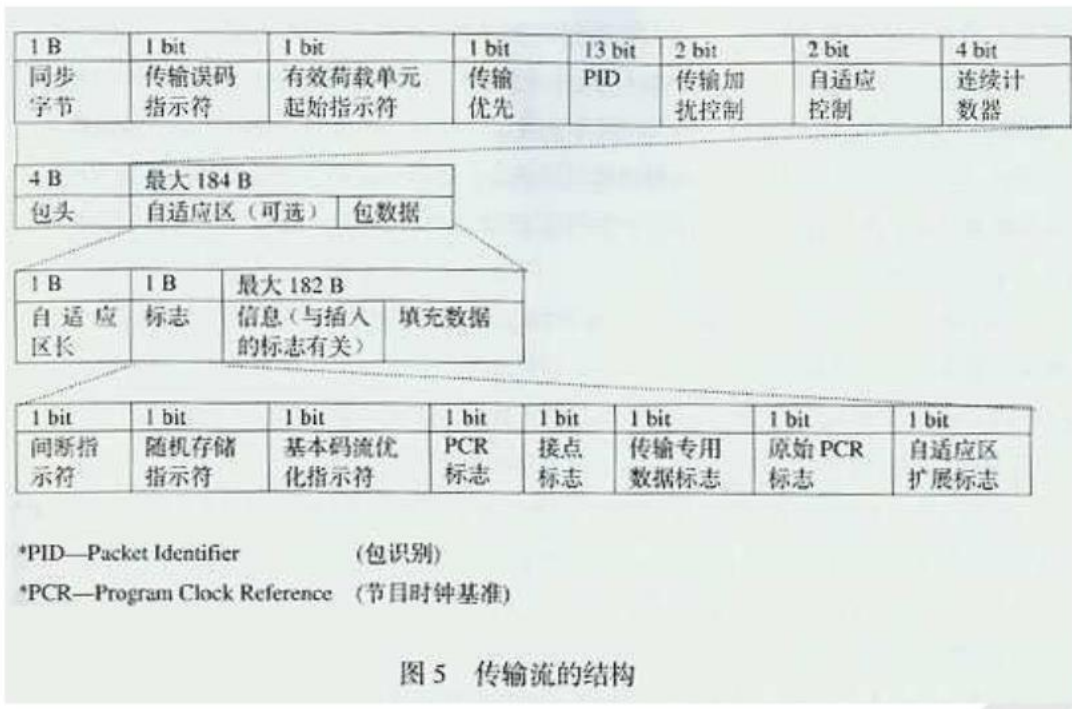 1 B 1 bit 1 bit 1 bit 13 bit 2 bit 2 bit 4 bit
同步 传输误码 有效荷载单元 传输 PID 传输加 自适应 连续计
字节 指示符 起始指示符 优先 扰控制 控制 数器
4 B 最大 184 B
包头 自适应区（可选） 包数据
1 B 1 B 最大 182 B
自适应 标志 信息（与插入 填充数据
区长 的标志有关）
1 bit 1 bit 1 bit 1 bit 1 bit 1 bit 1 bit 1 bit
间断指 随机存储 基本码流优 PCR 接点 传输专用 原始 PCR 自适应区
示符 指示符 化指示符 标志 标志 数据标志 标志 扩展标志
*PID—Packet Identifier (包识别)
*PCR—Program Clock Reference (节目时钟基准)
图 5 传输流的结构